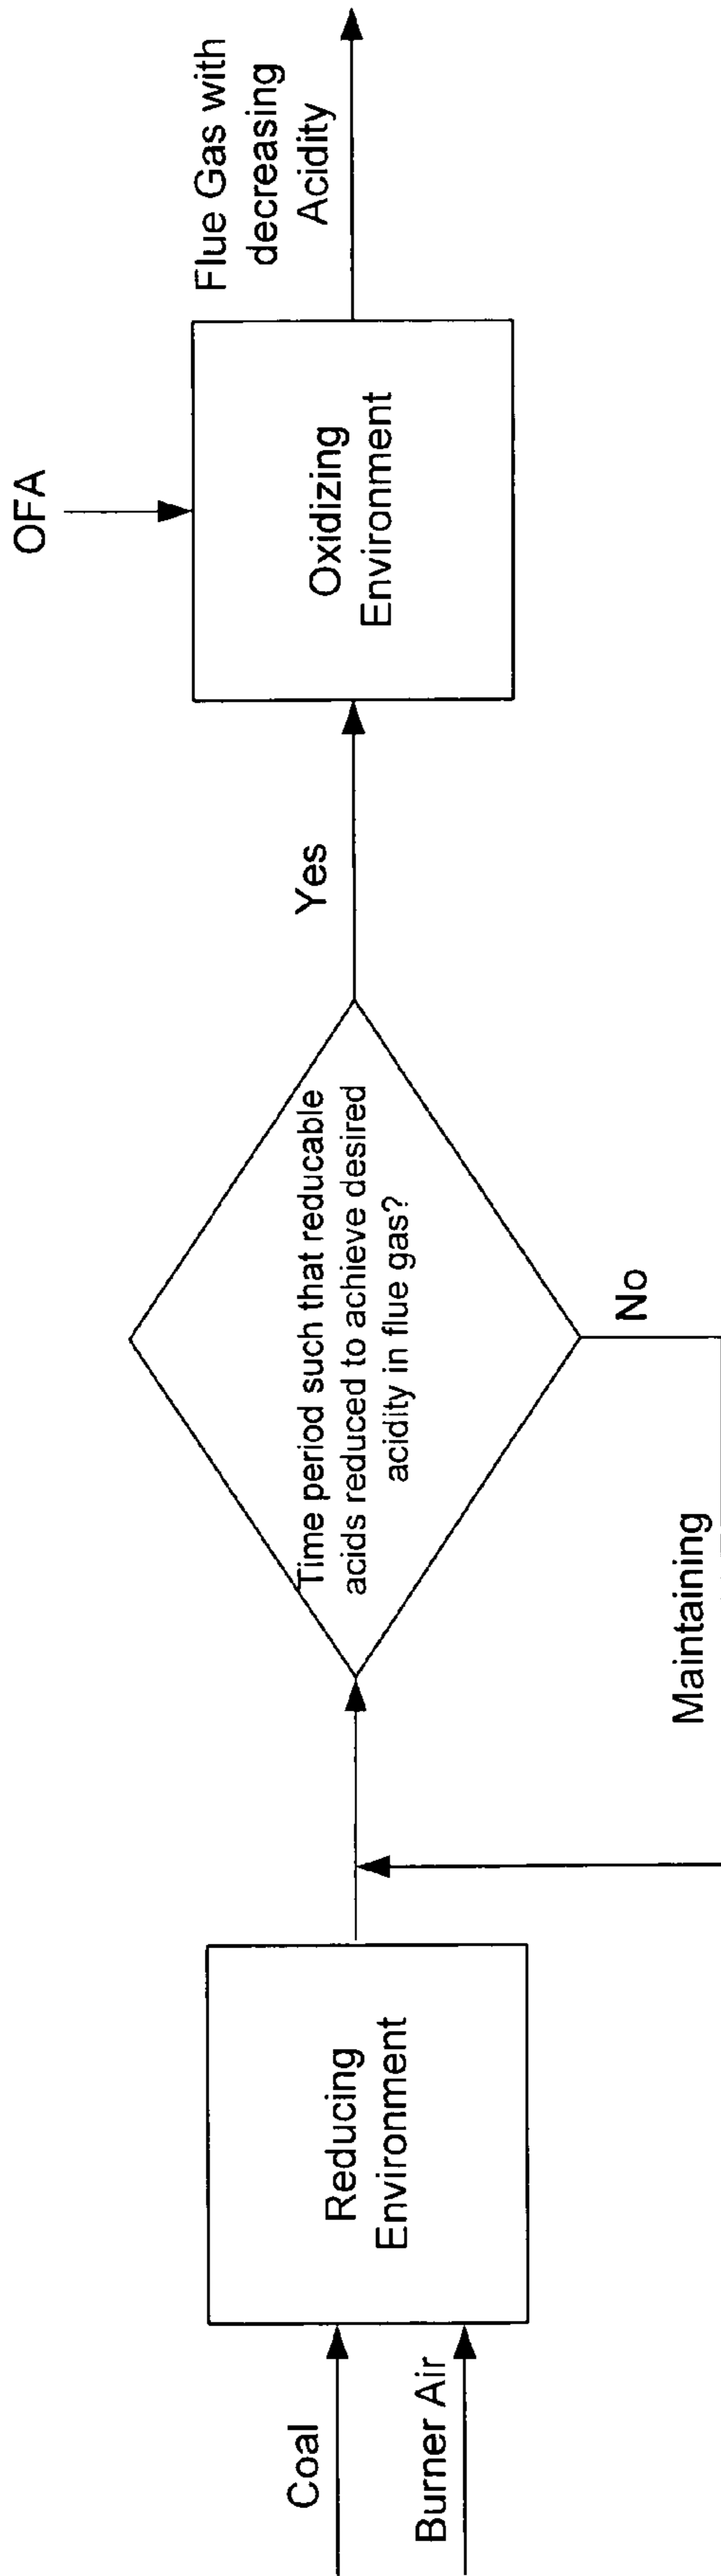 Coal
Burner Air
Reducing
Environment
Maintaining
No
Time period such that reducable
acids reduced to achieve desired
acidity in flue gas?
Yes
OFA
Oxidizing
Environment
Flue Gas with
decreasing
Acidity